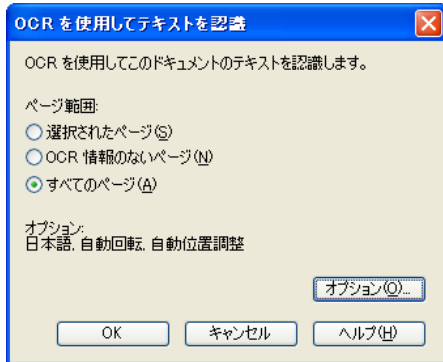 OCR を使用してテキストを認識
OCR を使用してこのドキュメントのテキストを認識します。
ページ範囲:
選択されたページ(S)
OCR 情報のないページ(N)
すべてのページ(A)
オプション:
日本語, 自動回転, 自動位置調整
オプション(O)...
OK キャンセル ヘルプ(H)